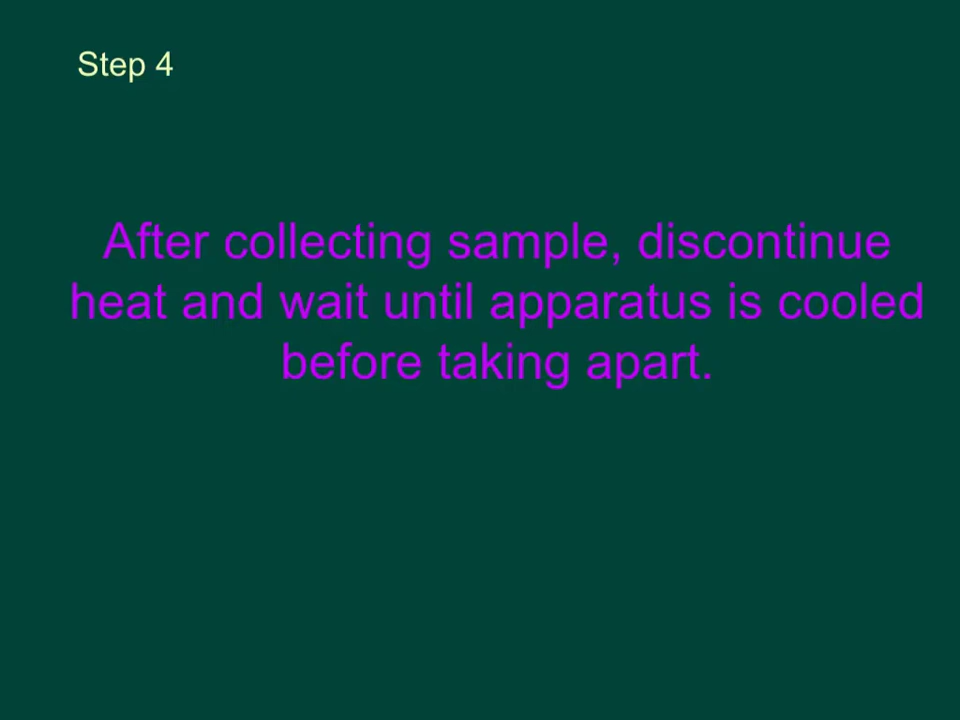 Step 4
After collecting sample, discontinue
heat and wait until apparatus is cooled
before taking apart.